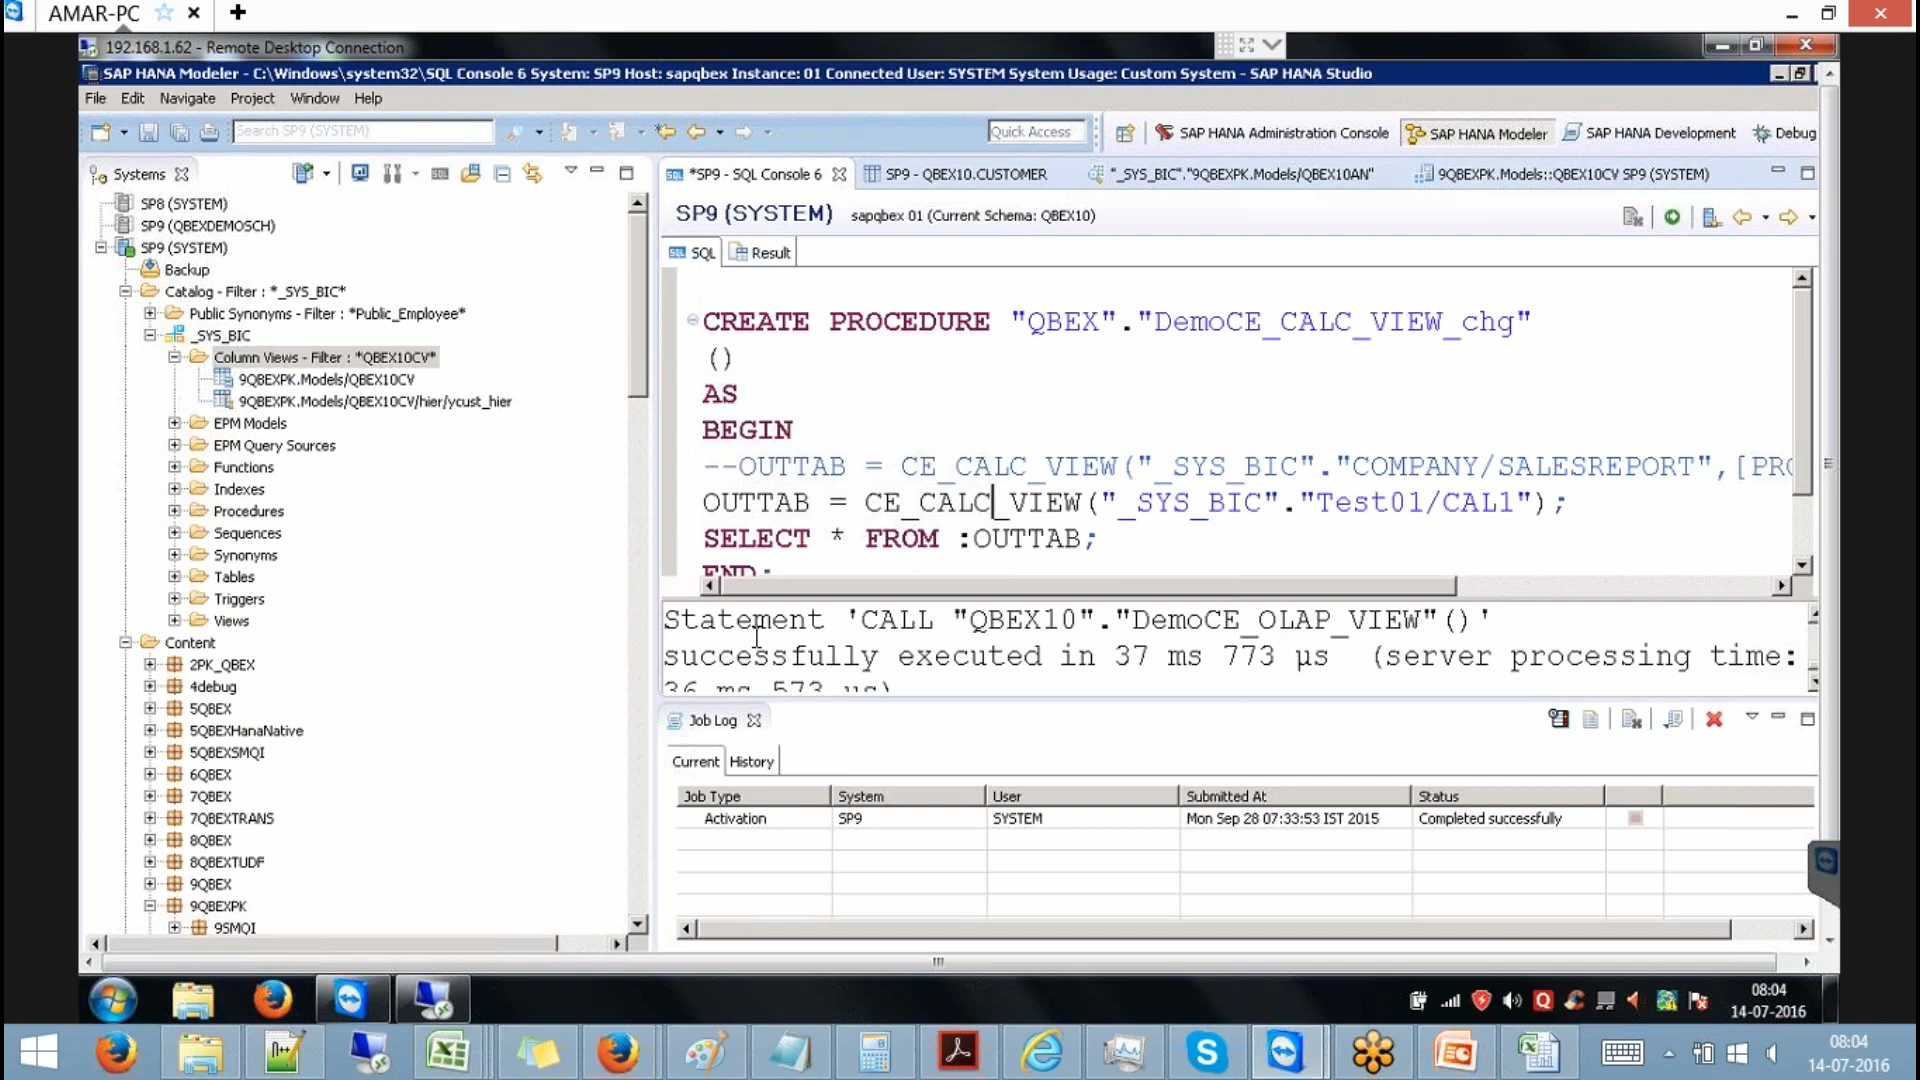 AMAR-PC
192.168.1.62 - Remote Desktop Connection
SAP HANA Modeler - C:\Windows\system32\SQL Console 6 System: SP9 Host: sapqbex Instance: 01 Connected User: SYSTEM System Usage: Custom System - SAP HANA Studio
File Edit Navigate Project Window Help
Search SP9 (SYSTEM)
Quick Access
SAP HANA Administration Console
SAP HANA Modeler
SAP HANA Development
Debug
Systems
SP8 (SYSTEM)
SP9 (QBEXDEMOSCH)
SP9 (SYSTEM)
Backup
Catalog - Filter : *_SYS_BIC*
Public Synonyms - Filter : *Public_Employee*
_SYS_BIC
Column Views - Filter : *QBEX10CV*
9QBEXPK.Models/QBEX10CV
9QBEXPK.Models/QBEX10CV/hier/ycust_hier
EPM Models
EPM Query Sources
Functions
Indexes
Procedures
Sequences
Synonyms
Tables
Triggers
Views
Content
2PK_QBEX
4debug
5QBEX
5QBEXHanaNative
5QBEXSMQI
6QBEX
7QBEX
7QBEXTRANS
8QBEX
8QBEXTUDF
9QBEX
9QBEXPK
9SMQI
*SP9 - SQL Console 6
SP9 - QBEX10.CUSTOMER
"_SYS_BIC"."9QBEXPK.Models/QBEX10AN"
9QBEXPK.Models::QBEX10CV SP9 (SYSTEM)
SP9 (SYSTEM) sapqbex 01 (Current Schema: QBEX10)
SQL Result
CREATE PROCEDURE "QBEX"."DemoCE_CALC_VIEW_chg"
()
AS
BEGIN
--OUTTAB = CE_CALC_VIEW("_SYS_BIC"."COMPANY/SALESREPORT",[PRO
OUTTAB = CE_CALC_VIEW("_SYS_BIC"."Test01/CAL1");
SELECT * FROM :OUTTAB;
END;
Statement 'CALL "QBEX10"."DemoCE_OLAP_VIEW"()'
successfully executed in 37 ms 773 µs (server processing time:
36 ms 573 µs)
Job Log
Current History
Job Type System User Submitted At Status
Activation SP9 SYSTEM Mon Sep 28 07:33:53 IST 2015 Completed successfully
08:04
14-07-2016
08:04
14-07-2016